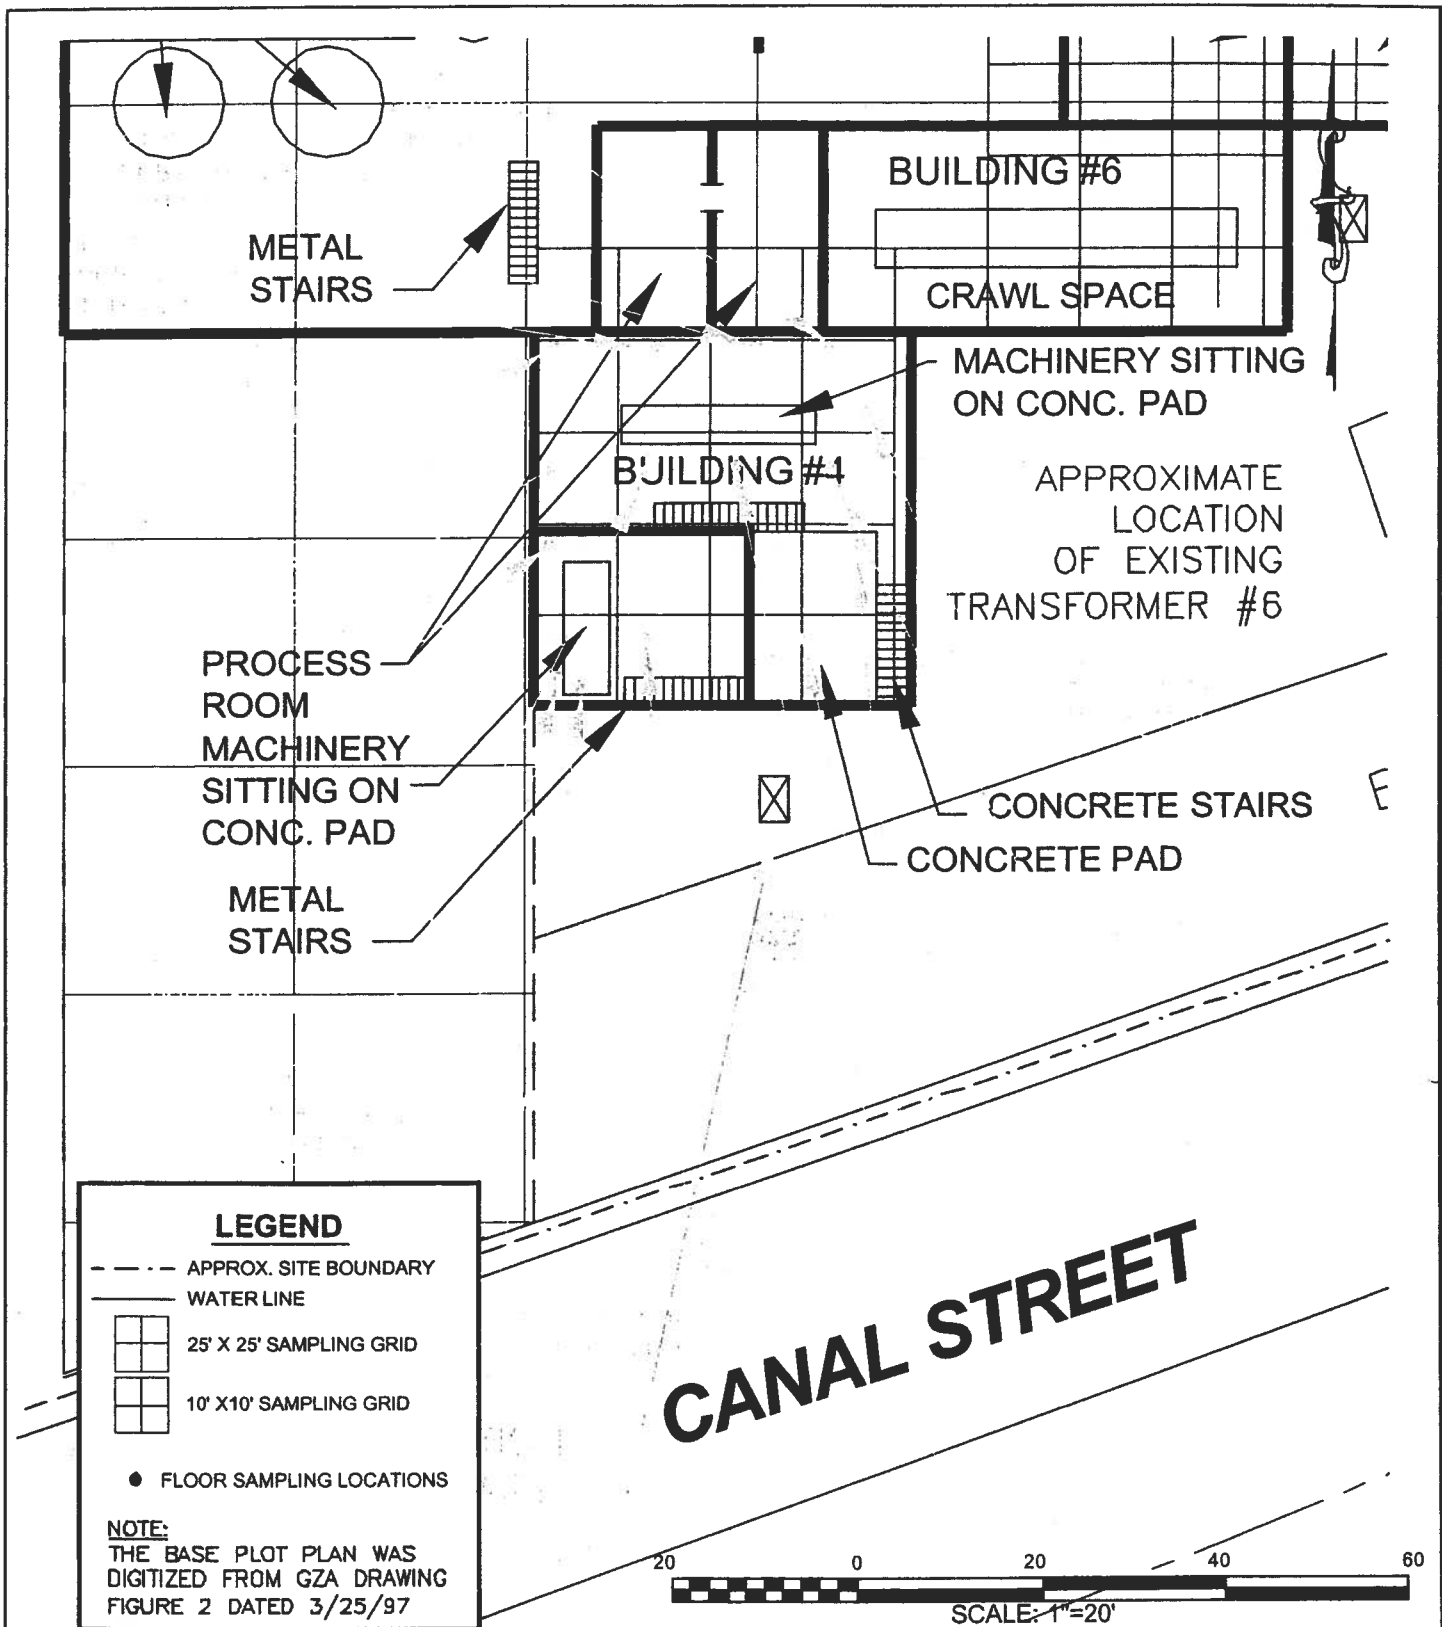 BUILDING #6
METAL
STAIRS
CRAWL SPACE
MACHINERY SITTING
ON CONC. PAD
BUILDING #4
APPROXIMATE
LOCATION
OF EXISTING
TRANSFORMER #6
PROCESS
ROOM
MACHINERY
SITTING ON
CONC. PAD
CONCRETE STAIRS
CONCRETE PAD
METAL
STAIRS
CANAL STREET
LEGEND
APPROX. SITE BOUNDARY
WATER LINE
25' X 25' SAMPLING GRID
10' X10' SAMPLING GRID
FLOOR SAMPLING LOCATIONS
NOTE:
THE BASE PLOT PLAN WAS
DIGITIZED FROM GZA DRAWING
FIGURE 2 DATED 3/25/97
20 0 20 40 60
SCALE: 1"=20'